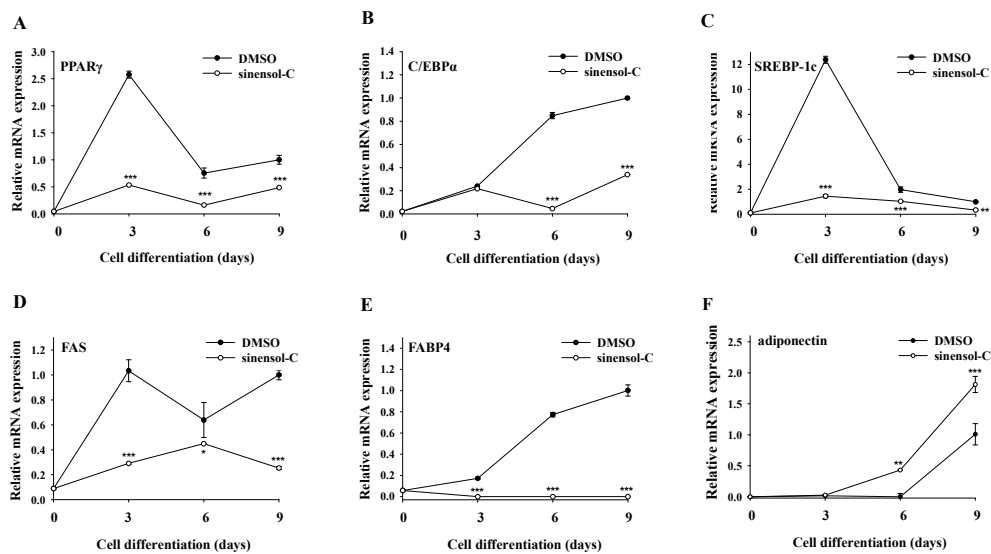 A
PPARγ
DMSO
sinensol-C
Relative mRNA expression
3.0
2.5
2.0
1.5
1.0
0.5
0.0
***
***
***
0 3 6 9
Cell differentiation (days)
B
C/EBPα
DMSO
sinensol-C
Relative mRNA expression
1.4
1.2
1.0
0.8
0.6
0.4
0.2
0.0
***
***
0 3 6 9
Cell differentiation (days)
C
SREBP-1c
DMSO
sinensol-C
Relative mRNA expression
12
10
8
6
4
2
0
***
***
**
0 3 6 9
Cell differentiation (days)
D
FAS
DMSO
sinensol-C
Relative mRNA expression
1.2
1.0
0.8
0.6
0.4
0.2
0.0
***
*
***
0 3 6 9
Cell differentiation (days)
E
FABP4
DMSO
sinensol-C
Relative mRNA expression
1.4
1.2
1.0
0.8
0.6
0.4
0.2
0.0
***
***
***
0 3 6 9
Cell differentiation (days)
F
adiponectin
DMSO
sinensol-C
Relative mRNA expression
2.5
2.0
1.5
1.0
0.5
0.0
**
***
0 3 6 9
Cell differentiation (days)